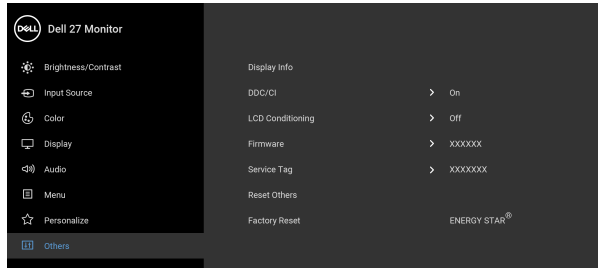 DELL Dell 27 Monitor
Brightness/Contrast
Input Source
Color
Display
Audio
Menu
Personalize
Others
Display Info
DDC/CI > On
LCD Conditioning > Off
Firmware > XXXXXX
Service Tag > XXXXXXX
Reset Others
Factory Reset ENERGY STAR®